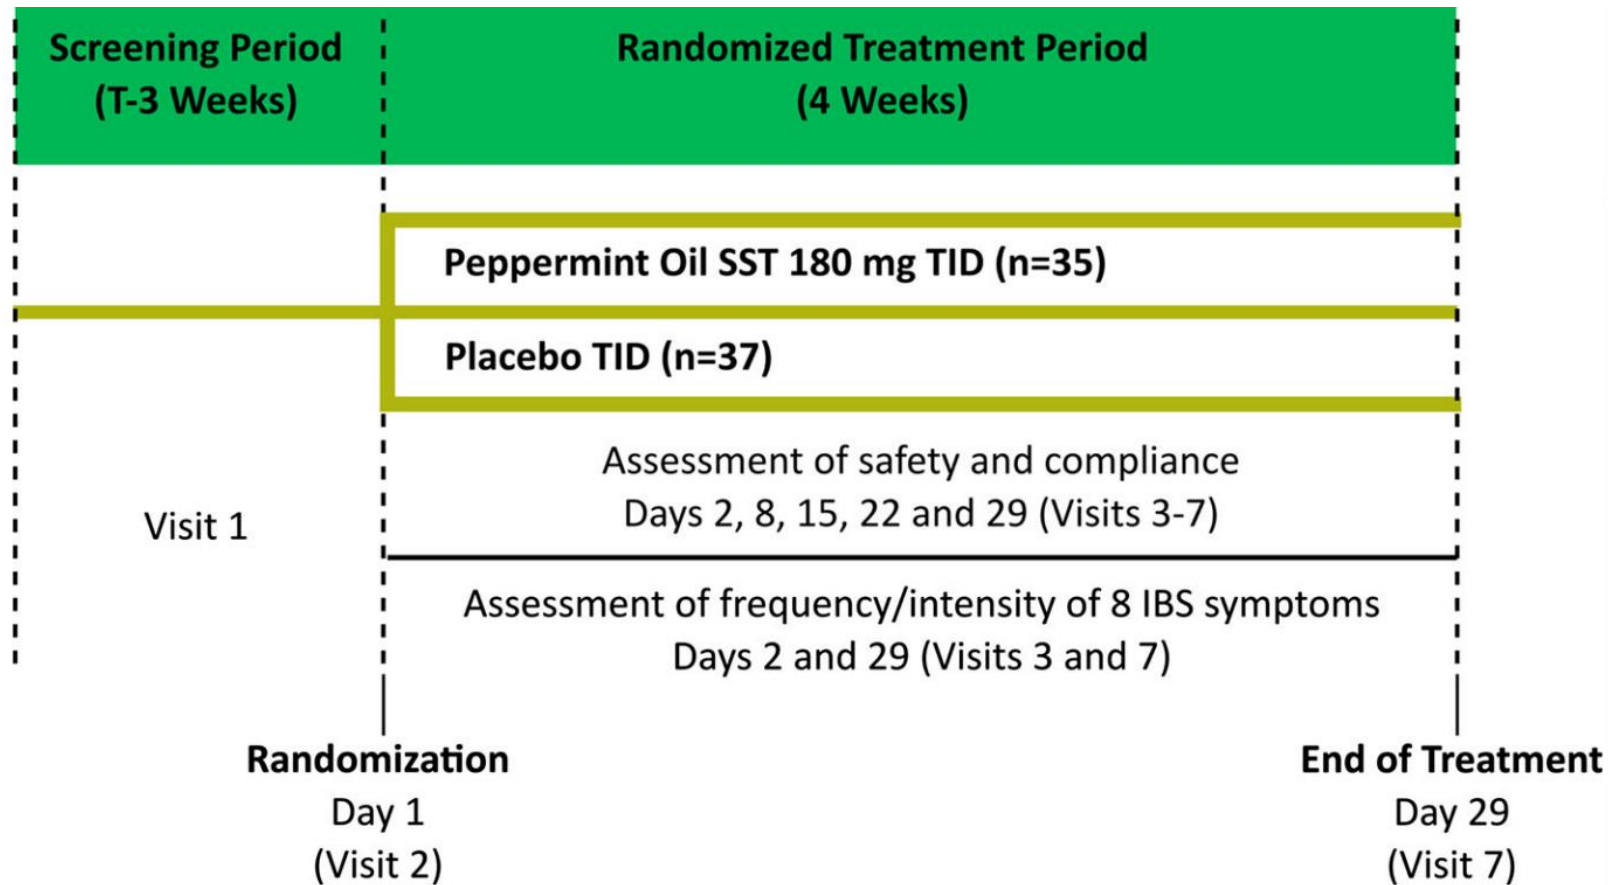 Screening Period
(T-3 Weeks)
Randomized Treatment Period
(4 Weeks)
Peppermint Oil SST 180 mg TID (n=35)
Placebo TID (n=37)
Visit 1
Assessment of safety and compliance
Days 2, 8, 15, 22 and 29 (Visits 3-7)
Assessment of frequency/intensity of 8 IBS symptoms
Days 2 and 29 (Visits 3 and 7)
Randomization
Day 1
(Visit 2)
End of Treatment
Day 29
(Visit 7)